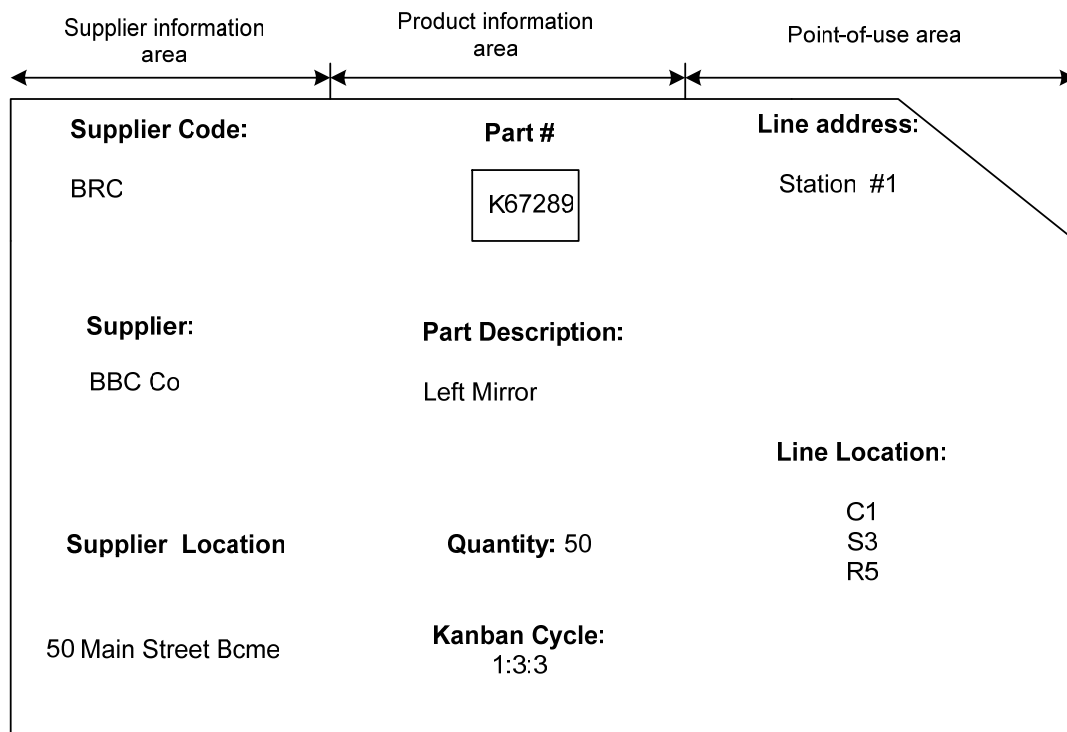 Supplier information
area
Product information
area
Point-of-use area
Supplier Code:
BRC
Part #
K67289
Line address:
Station #1
Supplier:
BBC Co
Part Description:
Left Mirror
Line Location:
C1
S3
R5
Supplier Location
50 Main Street Bcme
Quantity: 50
Kanban Cycle:
1:3:3